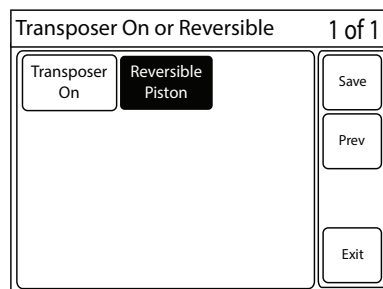 Transposer On or Reversible 1 of 1
Transposer
On
Reversible
Piston
Save
Prev
Exit